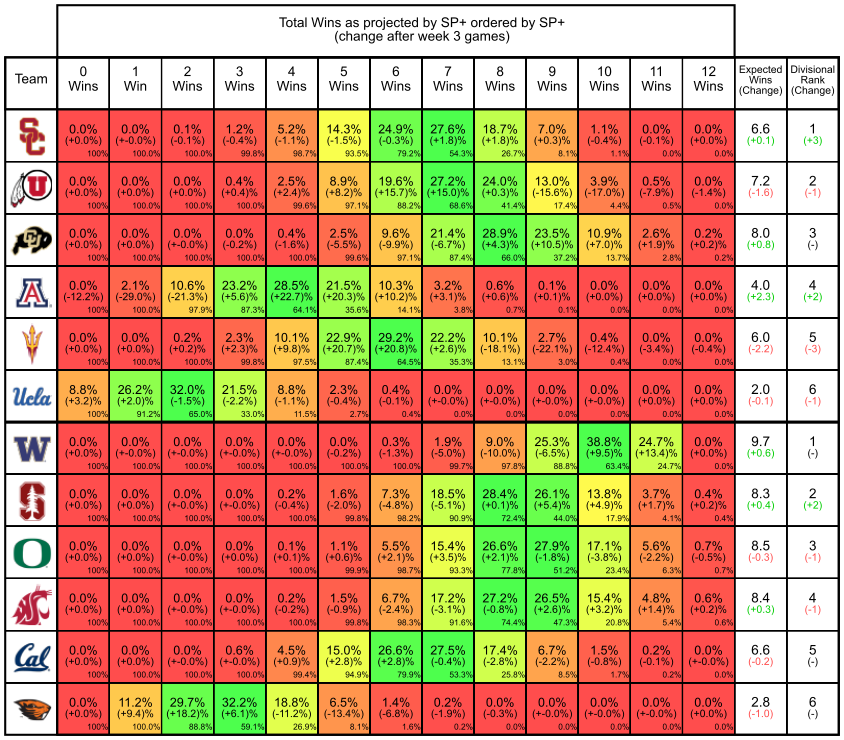 Total Wins as projected by SP+ ordered by SP+
(change after week 3 games)
Team 0 Wins 1 Win 2 Wins 3 Wins 4 Wins 5 Wins 6 Wins 7 Wins 8 Wins 9 Wins 10 Wins 11 Wins 12 Wins Expected Wins (Change) Divisional Rank (Change)
SC 0.0% 0.0% 0.1% 1.2% 5.2% 14.3% 24.9% 27.6% 18.7% 7.0% 1.1% 0.0% 0.0% 6.6 1
(+0.0)% (+-0.0)% (-0.1)% (-0.4)% (-1.1)% (-1.5)% (-0.3)% (+1.8)% (+1.8)% (+0.3)% (-0.4)% (-0.1)% (+0.0)% (+0.1) (+3)
100% 100.0% 100.0% 99.8% 98.7% 93.5% 79.2% 54.3% 26.7% 8.1% 1.1% 0.0% 0.0%
U 0.0% 0.0% 0.0% 0.4% 2.5% 8.9% 19.6% 27.2% 24.0% 13.0% 3.9% 0.5% 0.0% 7.2 2
(+0.0)% (+0.0)% (+0.0)% (+0.4)% (+2.4)% (+8.2)% (+15.7)% (+15.0)% (+0.3)% (-15.6)% (-17.0)% (-7.9)% (-1.4)% (-1.6) (-1)
100% 100.0% 100.0% 100.0% 99.6% 97.1% 88.2% 68.6% 41.4% 17.4% 4.4% 0.5% 0.0%
CU 0.0% 0.0% 0.0% 0.0% 0.4% 2.5% 9.6% 21.4% 28.9% 23.5% 10.9% 2.6% 0.2% 8.0 3
(+0.0)% (+0.0)% (+-0.0)% (-0.2)% (-1.6)% (-5.5)% (-9.9)% (-6.7)% (+4.3)% (+10.5)% (+7.0)% (+1.9)% (+0.2)% (+0.8) (-)
100% 100.0% 100.0% 100.0% 100.0% 99.6% 97.1% 87.4% 66.0% 37.2% 13.7% 2.8% 0.2%
A 0.0% 2.1% 10.6% 23.2% 28.5% 21.5% 10.3% 3.2% 0.6% 0.1% 0.0% 0.0% 0.0% 4.0 4
(-12.2)% (-29.0)% (-21.3)% (+5.6)% (+22.7)% (+20.3)% (+10.2)% (+3.1)% (+0.6)% (+0.1)% (+0.0)% (+0.0)% (+0.0)% (+2.3) (+2)
100% 100.0% 97.9% 87.3% 64.1% 35.6% 14.1% 3.8% 0.7% 0.1% 0.0% 0.0% 0.0%
0.0% 0.0% 0.2% 2.3% 10.1% 22.9% 29.2% 22.2% 10.1% 2.7% 0.4% 0.0% 0.0% 6.0 5
(+0.0)% (+0.0)% (+0.2)% (+2.3)% (+9.8)% (+20.7)% (+20.8)% (+2.6)% (-18.1)% (-22.1)% (-12.4)% (-3.4)% (-0.4)% (-2.2) (-3)
100% 100.0% 100.0% 99.8% 97.5% 87.4% 64.5% 35.3% 13.1% 3.0% 0.4% 0.0% 0.0%
Ucla 8.8% 26.2% 32.0% 21.5% 8.8% 2.3% 0.4% 0.0% 0.0% 0.0% 0.0% 0.0% 0.0% 2.0 6
(+3.2)% (+2.0)% (-1.5)% (-2.2)% (-1.1)% (-0.4)% (-0.1)% (+-0.0)% (+-0.0)% (+-0.0)% (+-0.0)% (+0.0)% (+0.0)% (-0.1) (-1)
100% 91.2% 65.0% 33.0% 11.5% 2.7% 0.4% 0.0% 0.0% 0.0% 0.0% 0.0% 0.0%
W 0.0% 0.0% 0.0% 0.0% 0.0% 0.0% 0.3% 1.9% 9.0% 25.3% 38.8% 24.7% 0.0% 9.7 1
(+0.0)% (+-0.0)% (+-0.0)% (+-0.0)% (+-0.0)% (-0.2)% (-1.3)% (-5.0)% (-10.0)% (-6.5)% (+9.5)% (+13.4)% (+0.0)% (+0.6) (-)
100% 100.0% 100.0% 100.0% 100.0% 100.0% 100.0% 99.7% 97.8% 88.8% 63.4% 24.7% 0.0%
S 0.0% 0.0% 0.0% 0.0% 0.2% 1.6% 7.3% 18.5% 28.4% 26.1% 13.8% 3.7% 0.4% 8.3 2
(+0.0)% (+0.0)% (+-0.0)% (+-0.0)% (-0.4)% (-2.0)% (-4.8)% (-5.1)% (+0.1)% (+5.4)% (+4.9)% (+1.7)% (+0.2)% (+0.4) (+2)
100% 100.0% 100.0% 100.0% 100.0% 99.8% 98.2% 90.9% 72.4% 44.0% 17.9% 4.1% 0.4%
O 0.0% 0.0% 0.0% 0.0% 0.1% 1.1% 5.5% 15.4% 26.6% 27.9% 17.1% 5.6% 0.7% 8.5 3
(+0.0)% (+0.0)% (+0.0)% (+0.0)% (+0.1)% (+0.6)% (+2.1)% (+3.5)% (+2.1)% (-1.8)% (-3.8)% (-2.2)% (-0.5)% (-0.3) (-1)
100% 100.0% 100.0% 100.0% 100.0% 99.9% 98.7% 93.3% 77.8% 51.2% 23.4% 6.3% 0.7%
0.0% 0.0% 0.0% 0.0% 0.2% 1.5% 6.7% 17.2% 27.2% 26.5% 15.4% 4.8% 0.6% 8.4 4
(+0.0)% (+-0.0)% (+-0.0)% (+-0.0)% (-0.2)% (-0.9)% (-2.4)% (-3.1)% (-0.8)% (+2.6)% (+3.2)% (+1.4)% (+0.2)% (+0.3) (-1)
100% 100.0% 100.0% 100.0% 100.0% 99.8% 98.3% 91.6% 74.4% 47.3% 20.8% 5.4% 0.6%
Cal 0.0% 0.0% 0.0% 0.6% 4.5% 15.0% 26.6% 27.5% 17.4% 6.7% 1.5% 0.2% 0.0% 6.6 5
(+0.0)% (+0.0)% (+-0.0)% (+-0.0)% (+0.9)% (+2.8)% (+2.8)% (-0.4)% (-2.8)% (-2.2)% (-0.8)% (-0.1)% (+-0.0)% (-0.2) (-)
100% 100.0% 100.0% 100.0% 99.4% 94.9% 79.9% 53.3% 25.8% 8.5% 1.7% 0.2% 0.0%
0.0% 11.2% 29.7% 32.2% 18.8% 6.5% 1.4% 0.2% 0.0% 0.0% 0.0% 0.0% 0.0% 2.8 6
(+0.0)% (+9.4)% (+18.2)% (+6.1)% (-11.2)% (-13.4)% (-6.8)% (-1.9)% (-0.3)% (+-0.0)% (+-0.0)% (+-0.0)% (+0.0)% (-1.0) (-)
100% 100.0% 88.8% 59.1% 26.9% 8.1% 1.6% 0.2% 0.0% 0.0% 0.0% 0.0% 0.0%